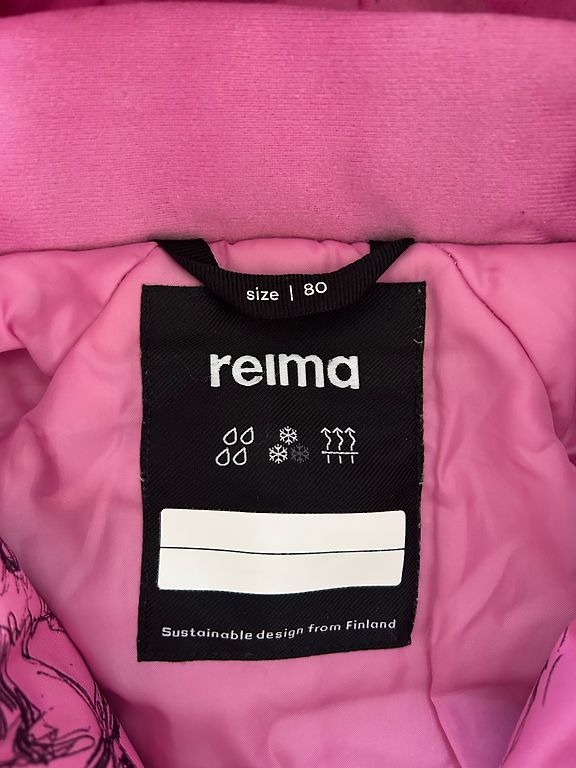 size | 80
reima
Sustainable design from Finland